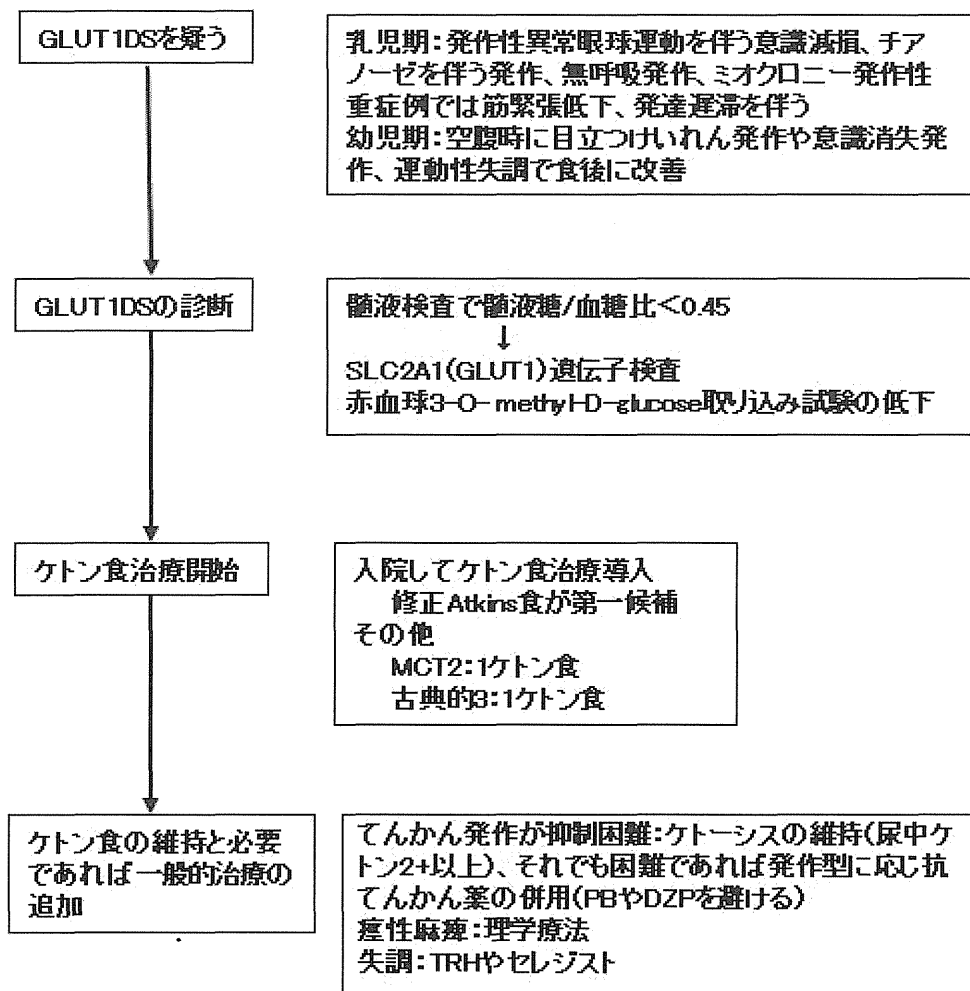 GLUT1DSを疑う
乳児期：発作性異常眼球運動を伴う意識減損、チア
ノーゼを伴う発作、無呼吸発作、ミオクロニー発作性
重症例では筋緊張低下、発達遅滞を伴う
幼児期：空腹時に目立つけいれん発作や意識消失発
作、運動性失調で食後に改善
GLUT1DSの診断
髄液検査で髄液糖/血糖比<0.45
↓
SLC2A1(GLUT1)遺伝子検査
赤血球3-O-methyl-D-glucose取り込み試験の低下
ケトン食治療開始
入院してケトン食治療導入
修正Atkins食が第一候補
その他
MCT2：1ケトン食
古典的3：1ケトン食
ケトン食の維持と必要
であれば一般的治療の
追加
てんかん発作が抑制困難：ケトーシスの維持(尿中ケ
トン2+以上)、それでも困難であれば発作型に応じ抗
てんかん薬の併用(PBやDZPを避ける)
痙性麻痺：理学療法
失調：TRHやセレジスト